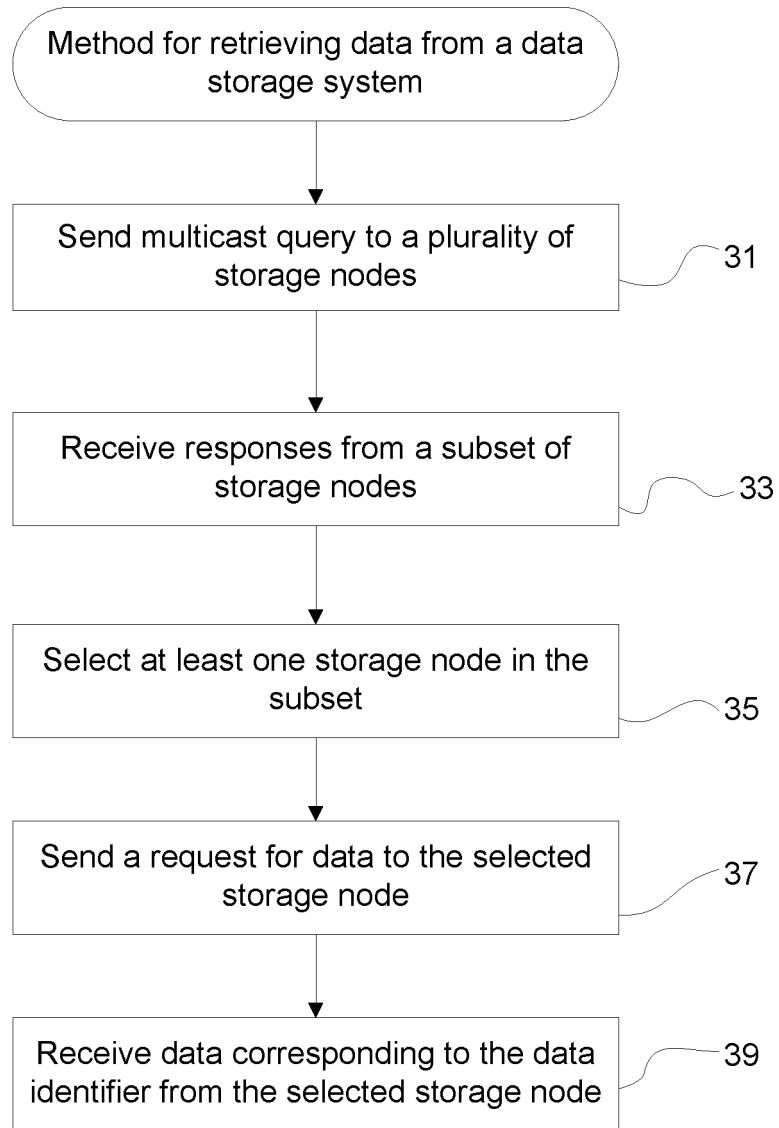 Method for retrieving data from a data
storage system
Send multicast query to a plurality of
storage nodes
31
Receive responses from a subset of
storage nodes
33
Select at least one storage node in the
subset
35
Send a request for data to the selected
storage node
37
Receive data corresponding to the data
identifier from the selected storage node
39